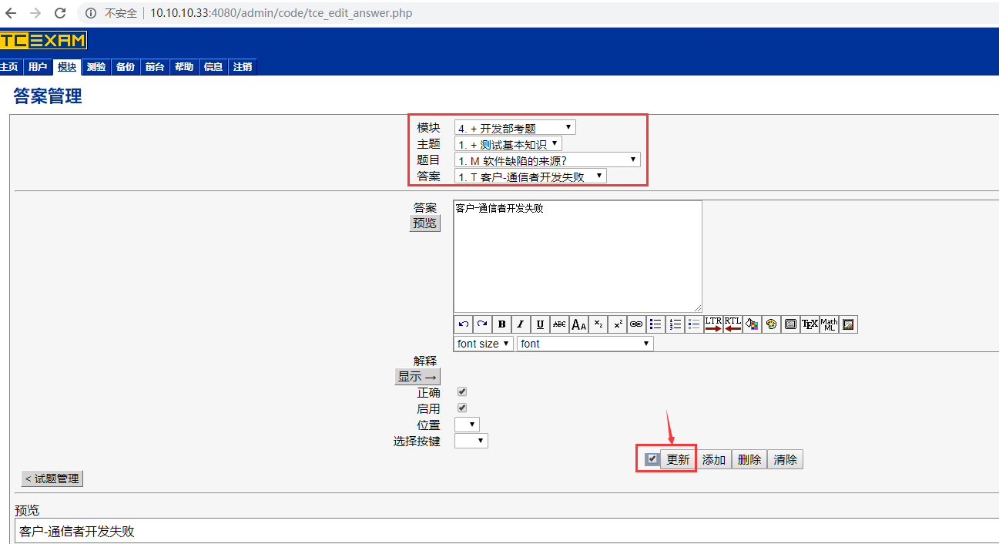 不安全 10.10.10.33:4080/admin/code/tce_edit_answer.php
TCEXAM
主页 用户 模块 测验 备份 前台 帮助 信息 注销
答案管理
模块 4. + 开发部考题
主题 1. + 测试基本知识
题目 1. M 软件缺陷的来源?
答案 1. T 客户-通信者开发失败
答案 客户-通信者开发失败
预览
B I U ABC AA x₂ x² LTR RTL TEX Math ML
font size font
解释
显示 →
正确
启用
位置
选择按键
更新 添加 删除 清除
< 试题管理
预览
客户-通信者开发失败